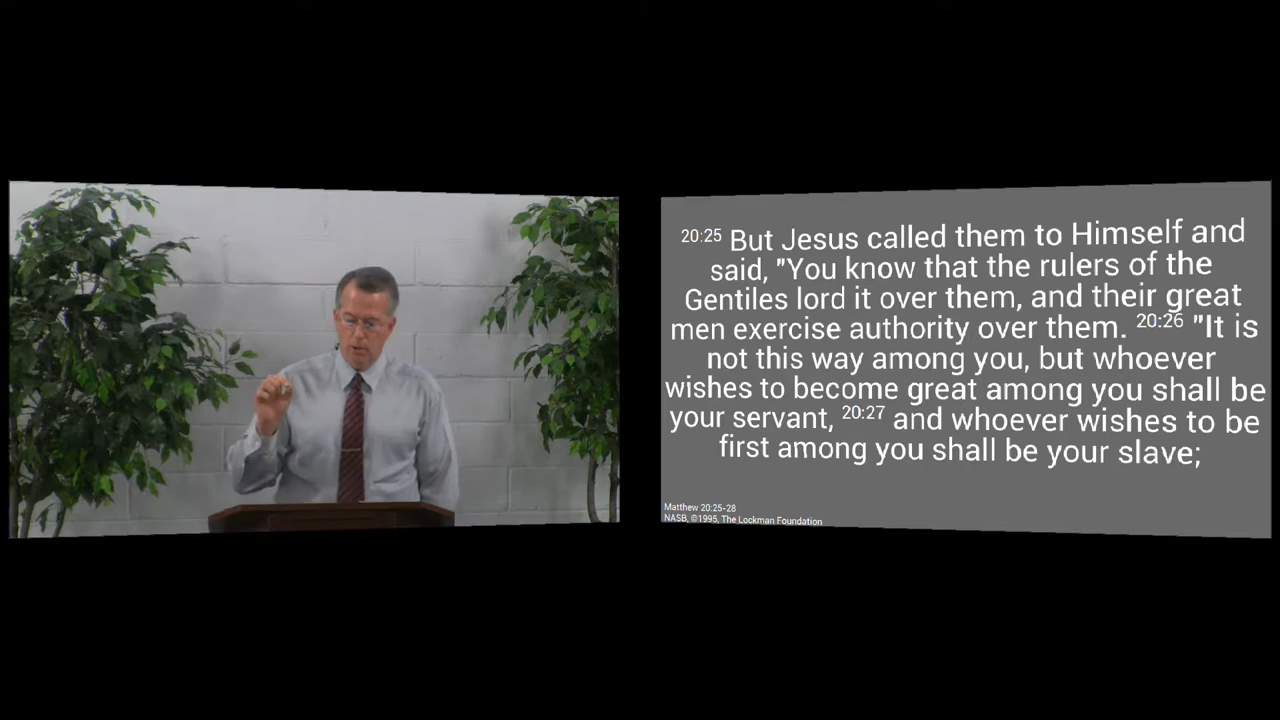 20:25 But Jesus called them to Himself and
said, "You know that the rulers of the
Gentiles lord it over them, and their great
men exercise authority over them. 20:26 "It is
not this way among you, but whoever
wishes to become great among you shall be
your servant, 20:27 and whoever wishes to be
first among you shall be your slave;
Matthew 20:25-28
NASB, ©1995, The Lockman Foundation